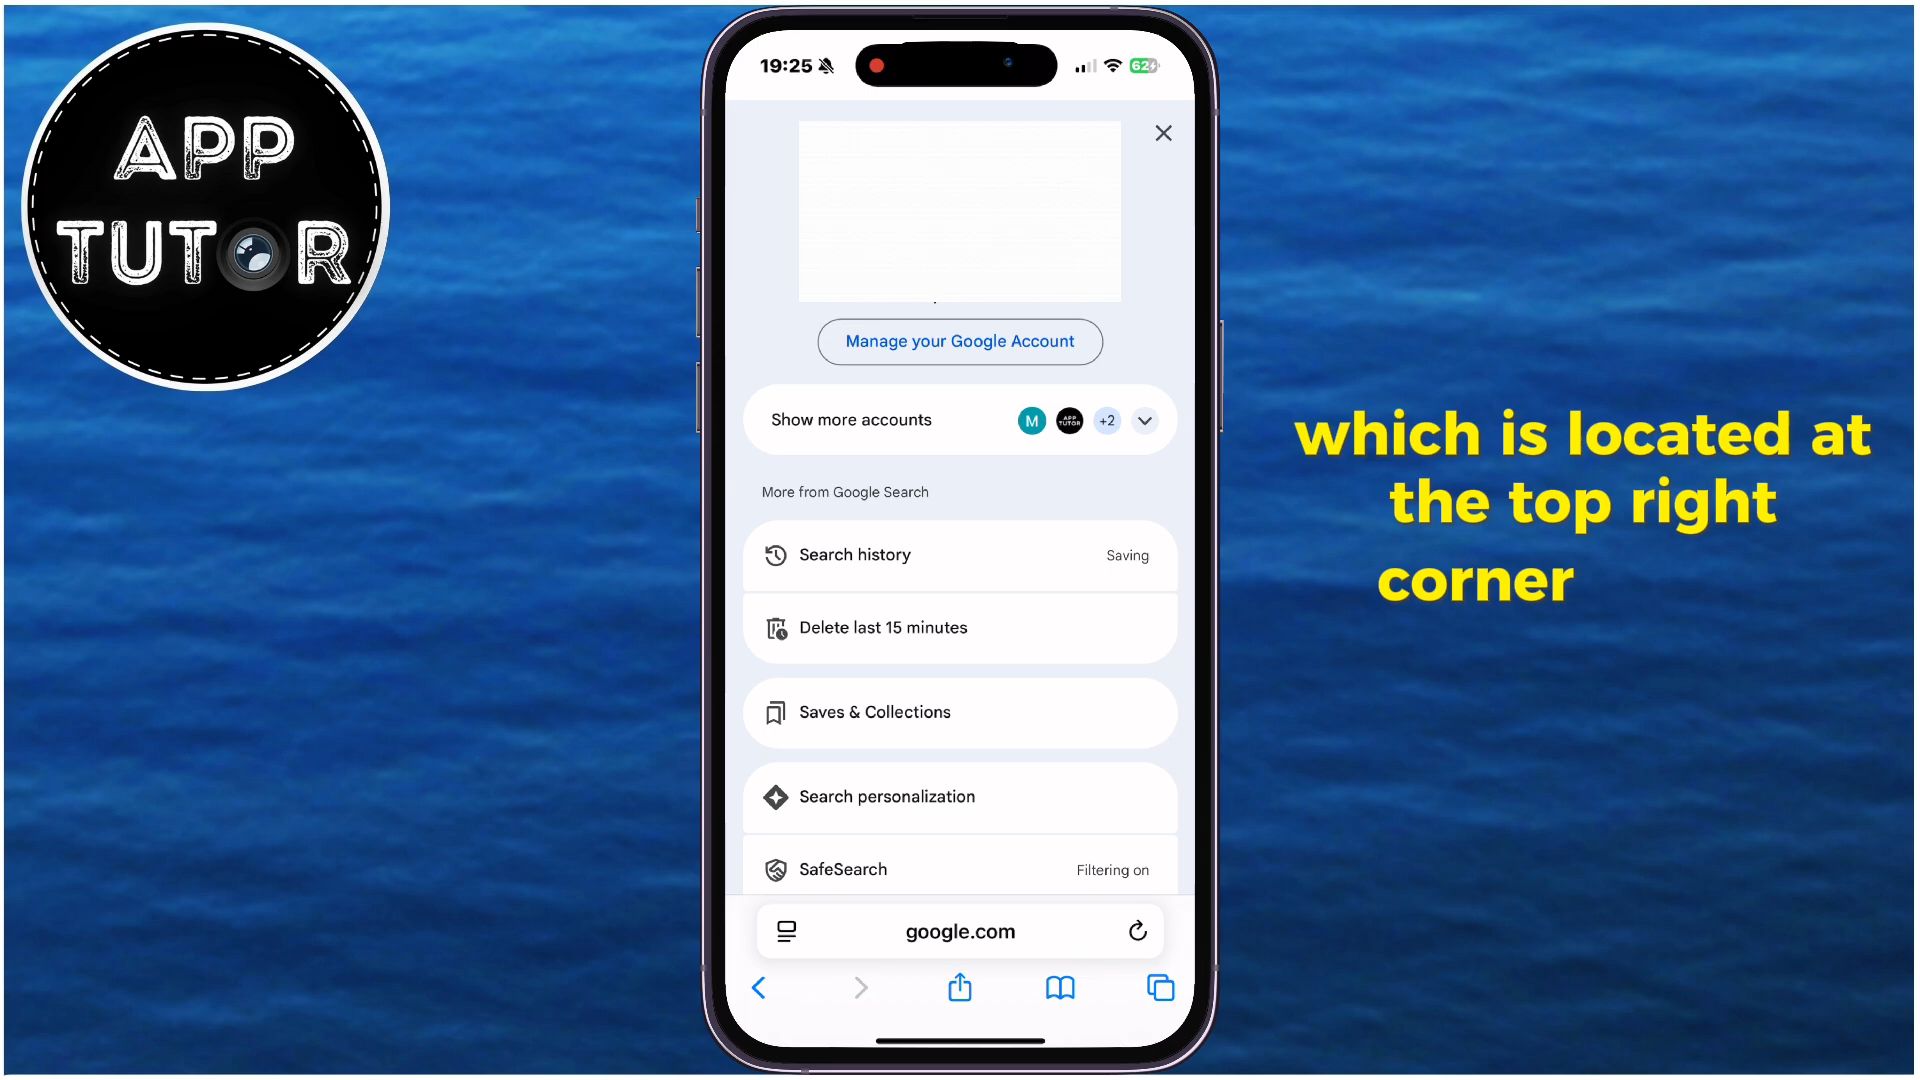 APP
TUTOR
19:25
62
Manage your Google Account
Show more accounts
M
APP
TUTOR
+2
More from Google Search
Search history
Saving
Delete last 15 minutes
Saves & Collections
Search personalization
SafeSearch
Filtering on
google.com
which is located at
the top right
corner